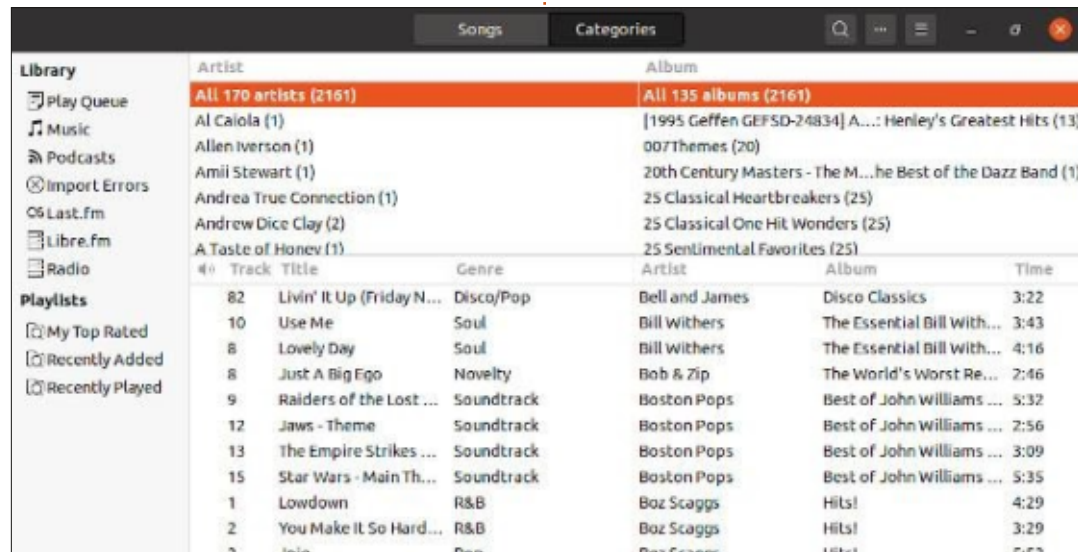 Songs Categories
Library
Play Queue
Music
Podcasts
Import Errors
Last.fm
Libre.fm
Radio
Playlists
My Top Rated
Recently Added
Recently Played
Artist Album
All 170 artists (2161) All 135 albums (2161)
Al Caiola (1) [1995 Geffen GEFSD-24834] A...: Henley's Greatest Hits (13)
Allen Iverson (1) 007Themes (20)
Amii Stewart (1) 20th Century Masters - The M...he Best of the Dazz Band (1)
Andrea True Connection (1) 25 Classical Heartbreakers (25)
Andrew Dice Clay (2) 25 Classical One Hit Wonders (25)
A Taste of Honey (1) 25 Sentimental Favorites (25)
Track Title Genre Artist Album Time
82 Livin' It Up (Friday N... Disco/Pop Bell and James Disco Classics 3:22
10 Use Me Soul Bill Withers The Essential Bill With... 3:43
8 Lovely Day Soul Bill Withers The Essential Bill With... 4:16
8 Just A Big Ego Novelty Bob & Zip The World's Worst Re... 2:46
9 Raiders of the Lost ... Soundtrack Boston Pops Best of John Williams ... 5:32
12 Jaws - Theme Soundtrack Boston Pops Best of John Williams ... 2:56
13 The Empire Strikes ... Soundtrack Boston Pops Best of John Williams ... 3:09
15 Star Wars - Main Th... Soundtrack Boston Pops Best of John Williams ... 5:35
1 Lowdown R&B Boz Scaggs Hits! 4:29
2 You Make It So Hard... R&B Boz Scaggs Hits! 3:29